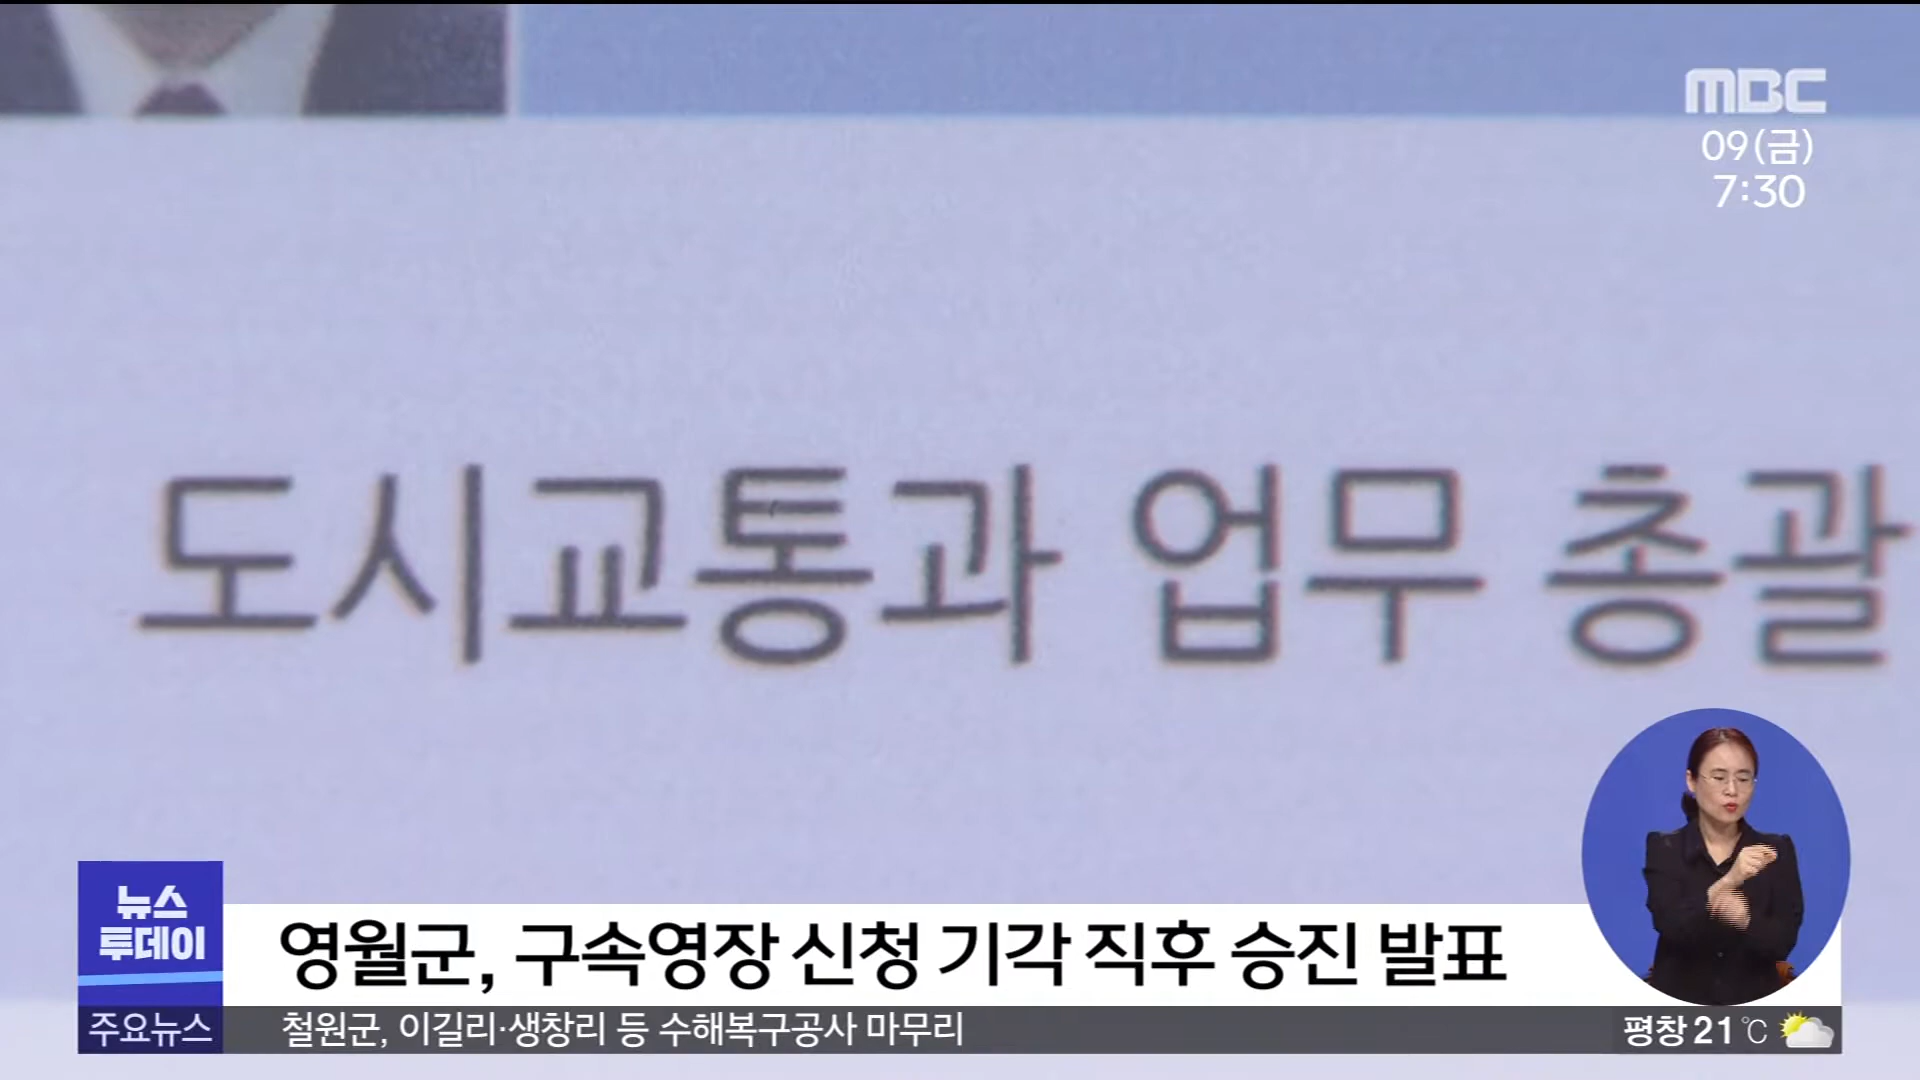 MBC
09(금)
7:30
도시교통과 업무 총괄
뉴스
투데이
영월군, 구속영장 신청 기각 직후 승진 발표
주요뉴스
철원군, 이길리·생창리 등 수해복구공사 마무리
평창 21℃